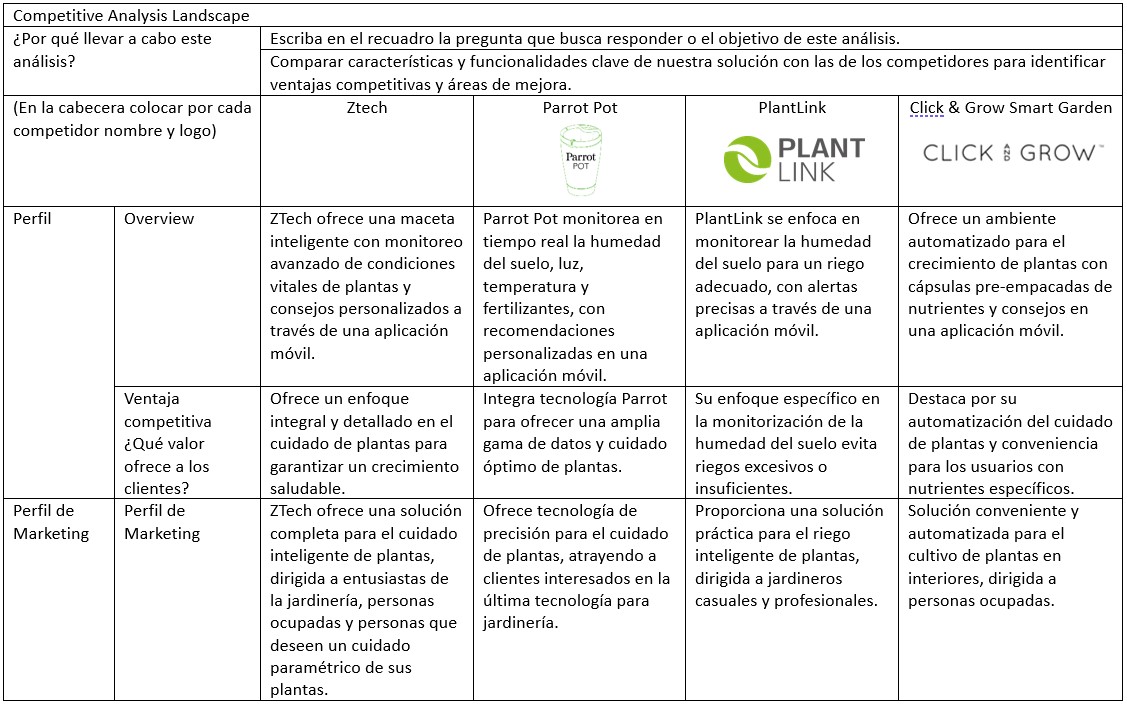 Competitive Analysis Landscape
¿Por qué llevar a cabo este
análisis?
Escriba en el recuadro la pregunta que busca responder o el objetivo de este análisis.
Comparar características y funcionalidades clave de nuestra solución con las de los competidores para identificar
ventajas competitivas y áreas de mejora.
(En la cabecera colocar por cada
competidor nombre y logo)
Ztech
Parrot Pot
Parrot
POT
PlantLink
PLANT
LINK
Click & Grow Smart Garden
CLICK AND GROW™
Perfil
Overview
ZTech ofrece una maceta
inteligente con monitoreo
avanzado de condiciones
vitales de plantas y
consejos personalizados a
través de una aplicación
móvil.
Parrot Pot monitorea en
tiempo real la humedad
del suelo, luz,
temperatura y
fertilizantes, con
recomendaciones
personalizadas en una
aplicación móvil.
PlantLink se enfoca en
monitorear la humedad
del suelo para un riego
adecuado, con alertas
precisas a través de una
aplicación móvil.
Ofrece un ambiente
automatizado para el
crecimiento de plantas con
cápsulas pre-empacadas de
nutrientes y consejos en
una aplicación móvil.
Ventaja
competitiva
¿Qué valor
ofrece a los
clientes?
Ofrece un enfoque
integral y detallado en el
cuidado de plantas para
garantizar un crecimiento
saludable.
Integra tecnología Parrot
para ofrecer una amplia
gama de datos y cuidado
óptimo de plantas.
Su enfoque específico en
la monitorización de la
humedad del suelo evita
riegos excesivos o
insuficientes.
Destaca por su
automatización del cuidado
de plantas y conveniencia
para los usuarios con
nutrientes específicos.
Perfil de
Marketing
Perfil de
Marketing
ZTech ofrece una solución
completa para el cuidado
inteligente de plantas,
dirigida a entusiastas de
la jardinería, personas
ocupadas y personas que
deseen un cuidado
paramétrico de sus
plantas.
Ofrece tecnología de
precisión para el cuidado
de plantas, atrayendo a
clientes interesados en la
última tecnología para
jardinería.
Proporciona una solución
práctica para el riego
inteligente de plantas,
dirigida a jardineros
casuales y profesionales.
Solución conveniente y
automatizada para el
cultivo de plantas en
interiores, dirigida a
personas ocupadas.